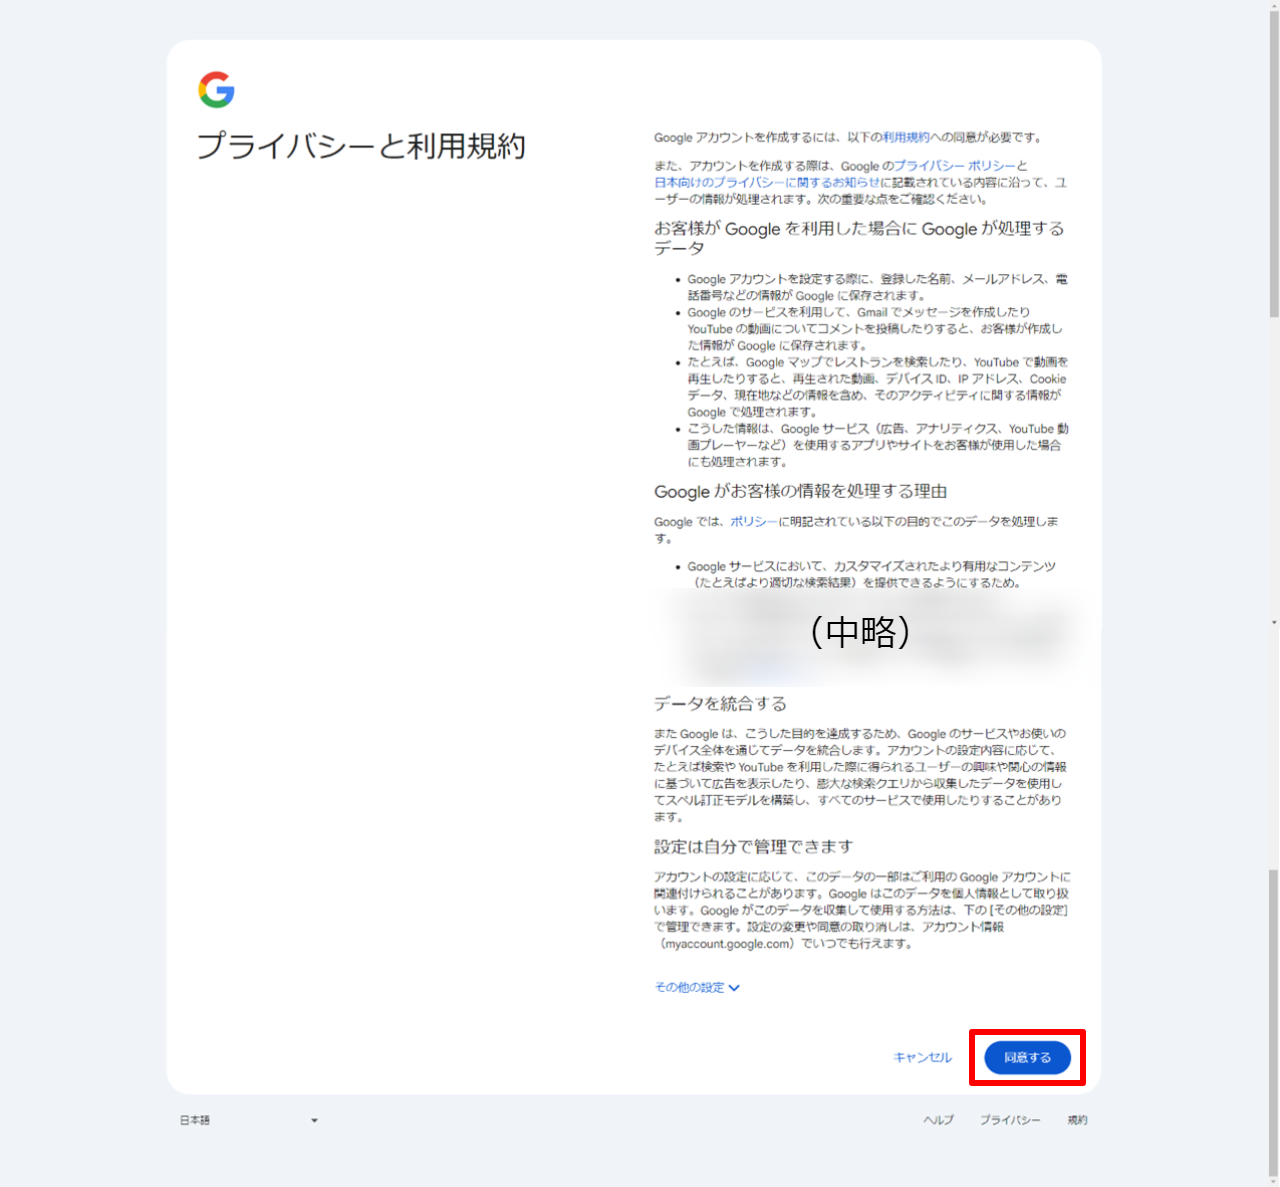 プライバシーと利用規約
Google アカウントを作成するには、以下の利用規約への同意が必要です。
また、アカウントを作成する際は、Google のプライバシー ポリシーと
日本向けのプライバシーに関するお知らせに記載されている内容に沿って、ユ
ーザーの情報が処理されます。次の重要な点をご確認ください。
お客様が Google を利用した場合に Google が処理する
データ
• Google アカウントを設定する際に、登録した名前、メールアドレス、電
話番号などの情報が Google に保存されます。
• Google のサービスを利用して、Gmail でメッセージを作成したり
YouTube の動画についてコメントを投稿したりすると、お客様が作成し
た情報が Google に保存されます。
• たとえば、Google マップでレストランを検索したり、YouTube で動画を
再生したりすると、再生された動画、デバイス ID、IP アドレス、Cookie
データ、現在地などの情報を含め、そのアクティビティに関する情報が
Google で処理されます。
• こうした情報は、Google サービス（広告、アナリティクス、YouTube 動
画プレーヤーなど）を使用するアプリやサイトをお客様が使用した場合
にも処理されます。
Google がお客様の情報を処理する理由
Google では、ポリシーに明記されている以下の目的でこのデータを処理しま
す。
• Google サービスにおいて、カスタマイズされたより有用なコンテンツ
（たとえばより適切な検索結果）を提供できるようにするため。
（中略）
データを統合する
また Google は、こうした目的を達成するため、Google のサービスやお使いの
デバイス全体を通じてデータを統合します。アカウントの設定内容に応じて、
たとえば検索や YouTube を利用した際に得られるユーザーの興味や関心の情報
に基づいて広告を表示したり、膨大な検索クエリから収集したデータを使用し
てスペル訂正モデルを構築し、すべてのサービスで使用したりすることがあり
ます。
設定は自分で管理できます
アカウントの設定に応じて、このデータの一部はご利用の Google アカウントに
関連付けられることがあります。Google はこのデータを個人情報として取り扱
います。Google がこのデータを収集して使用する方法は、下の [その他の設定]
で管理できます。設定の変更や同意の取り消しは、アカウント情報
（myaccount.google.com）でいつでも行えます。
その他の設定
キャンセル
同意する
日本語
ヘルプ
プライバシー
規約